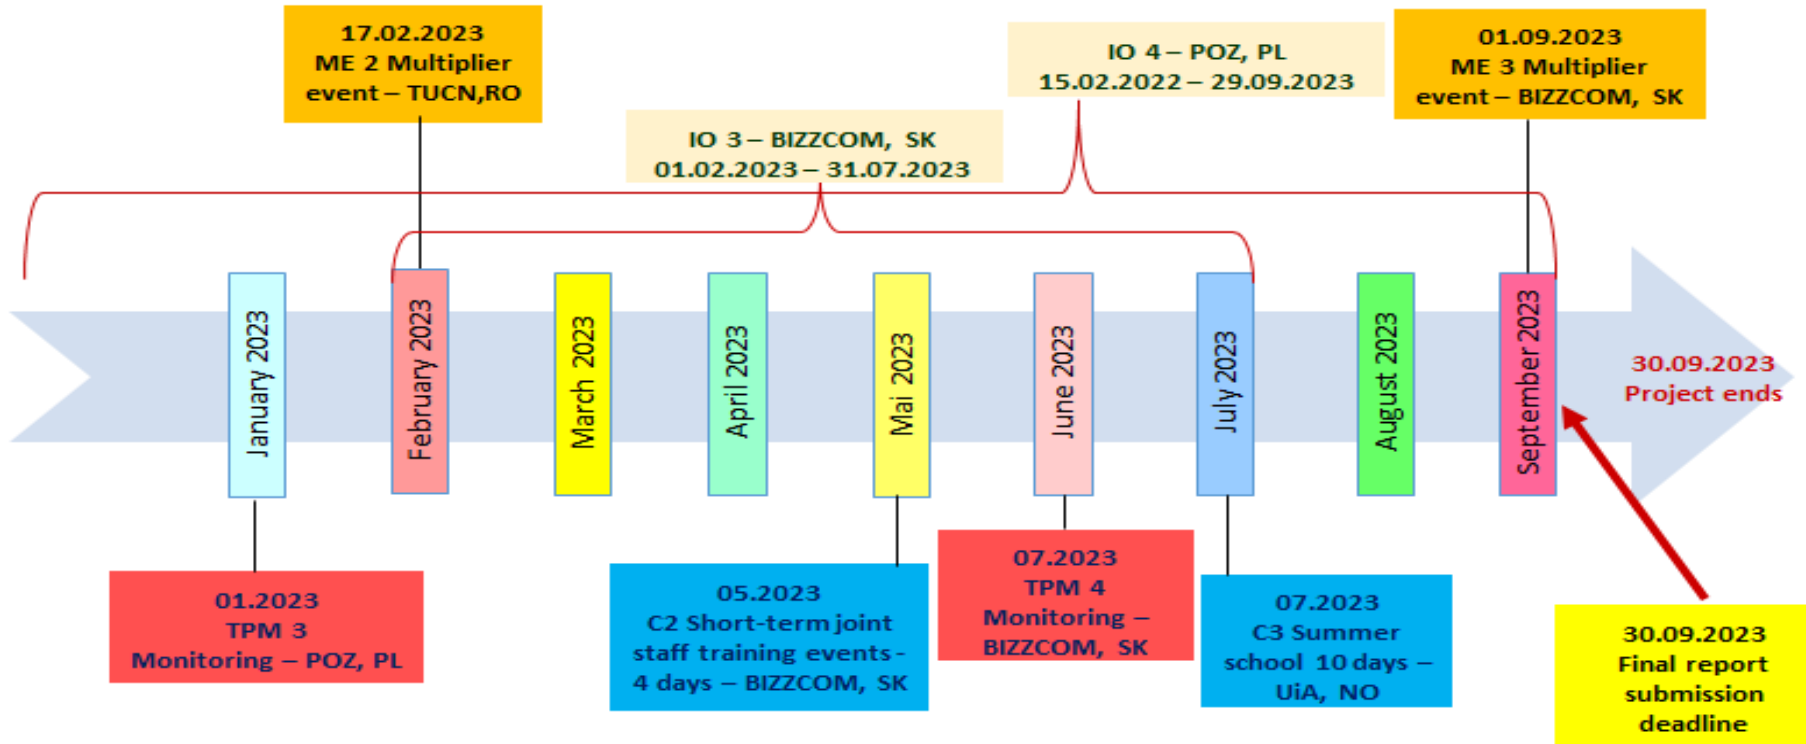 17.02.2023
ME 2 Multiplier
event – TUCN,RO
IO 3 – BIZZCOM, SK
01.02.2023 – 31.07.2023
IO 4 – POZ, PL
15.02.2022 – 29.09.2023
01.09.2023
ME 3 Multiplier
event – BIZZCOM, SK
January 2023
February 2023
March 2023
April 2023
Mai 2023
June 2023
July 2023
August 2023
September 2023
30.09.2023
Project ends
01.2023
TPM 3
Monitoring – POZ, PL
05.2023
C2 Short-term joint
staff training events -
4 days – BIZZCOM, SK
07.2023
TPM 4
Monitoring –
BIZZCOM, SK
07.2023
C3 Summer
school 10 days –
UiA, NO
30.09.2023
Final report
submission
deadline